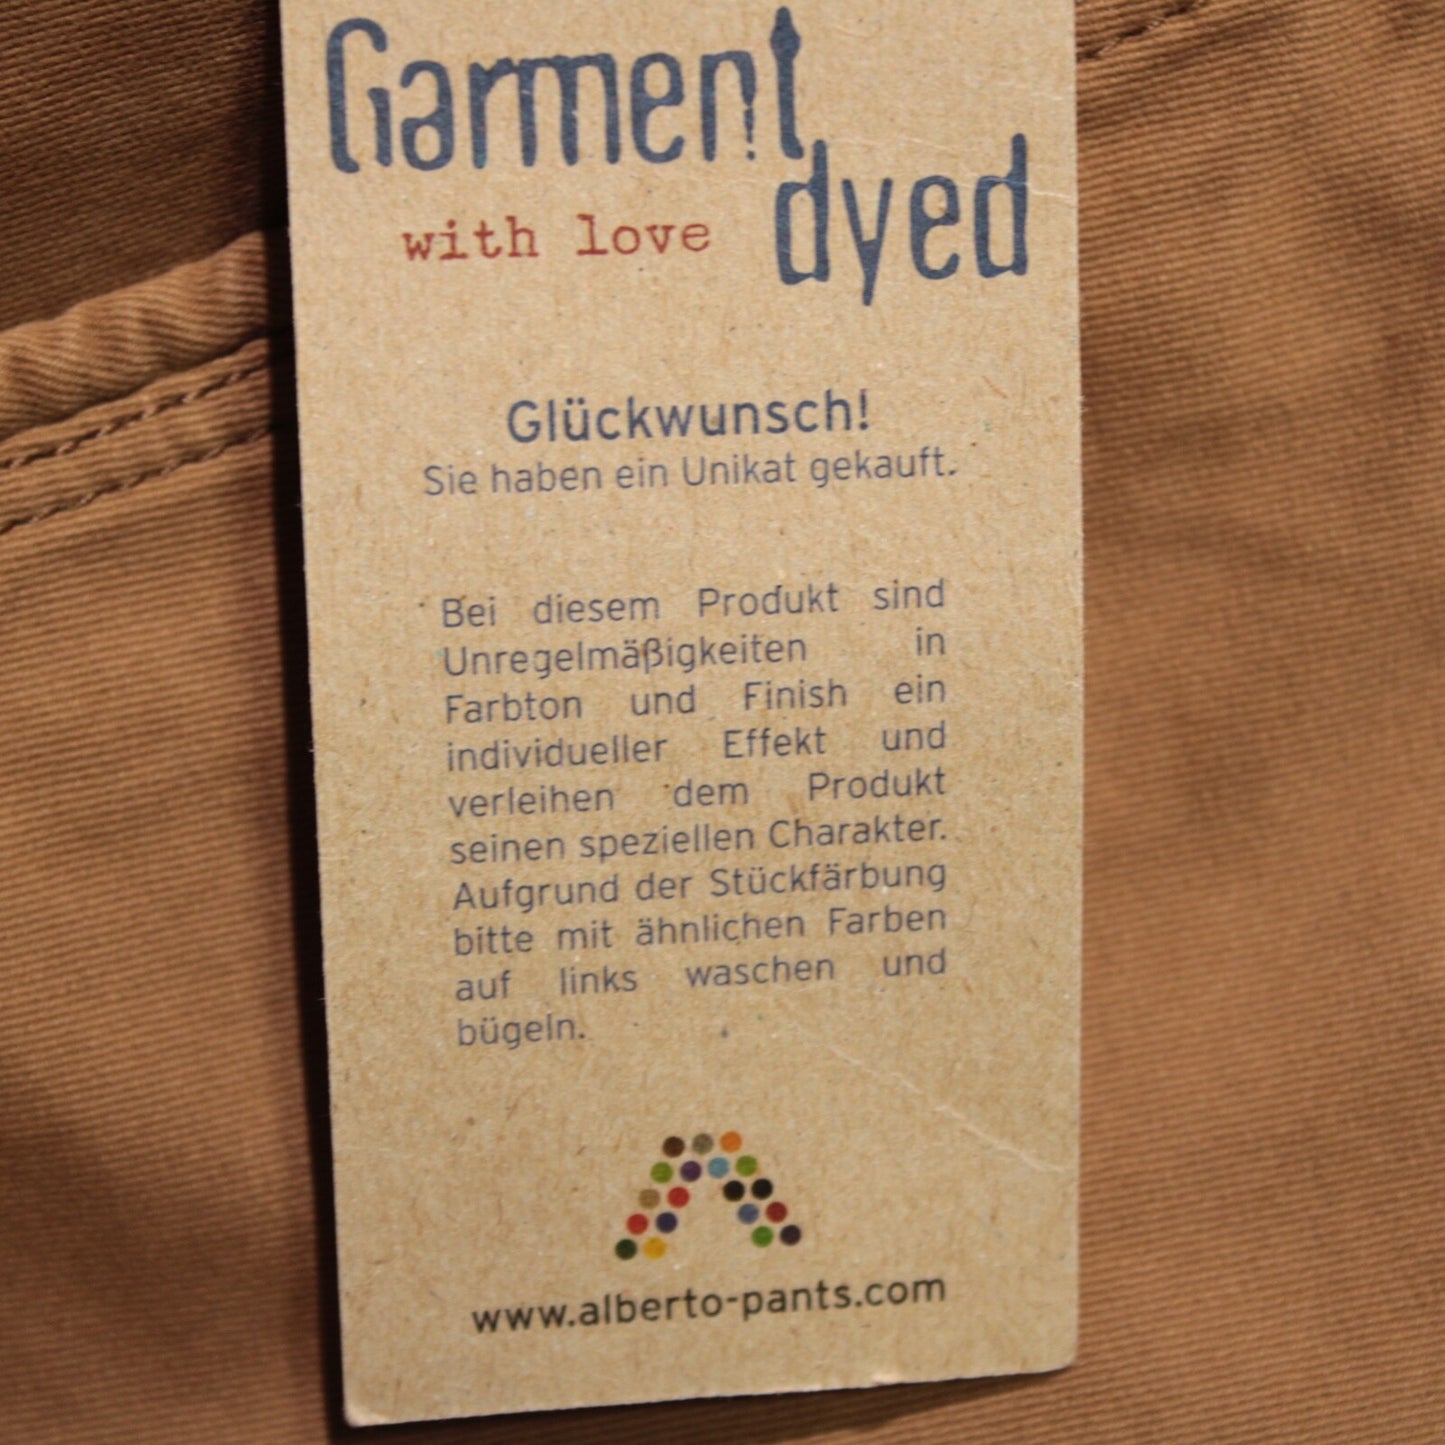 Garment
dyed
with love
Glückwunsch!
Sie haben ein Unikat gekauft.
Bei diesem Produkt sind
Unregelmäßigkeiten in
Farbton und Finish ein
individueller Effekt und
verleihen dem Produkt
seinen speziellen Charakter.
Aufgrund der Stückfärbung
bitte mit ähnlichen Farben
auf links waschen und
bügeln.
www.alberto-pants.com